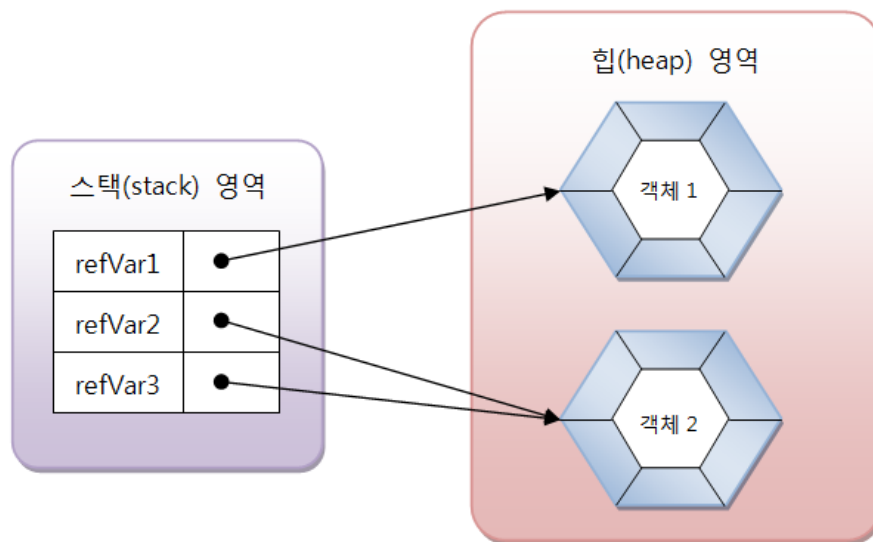 스택(stack) 영역
refVar1
refVar2
refVar3
힙(heap) 영역
객체 1
객체 2